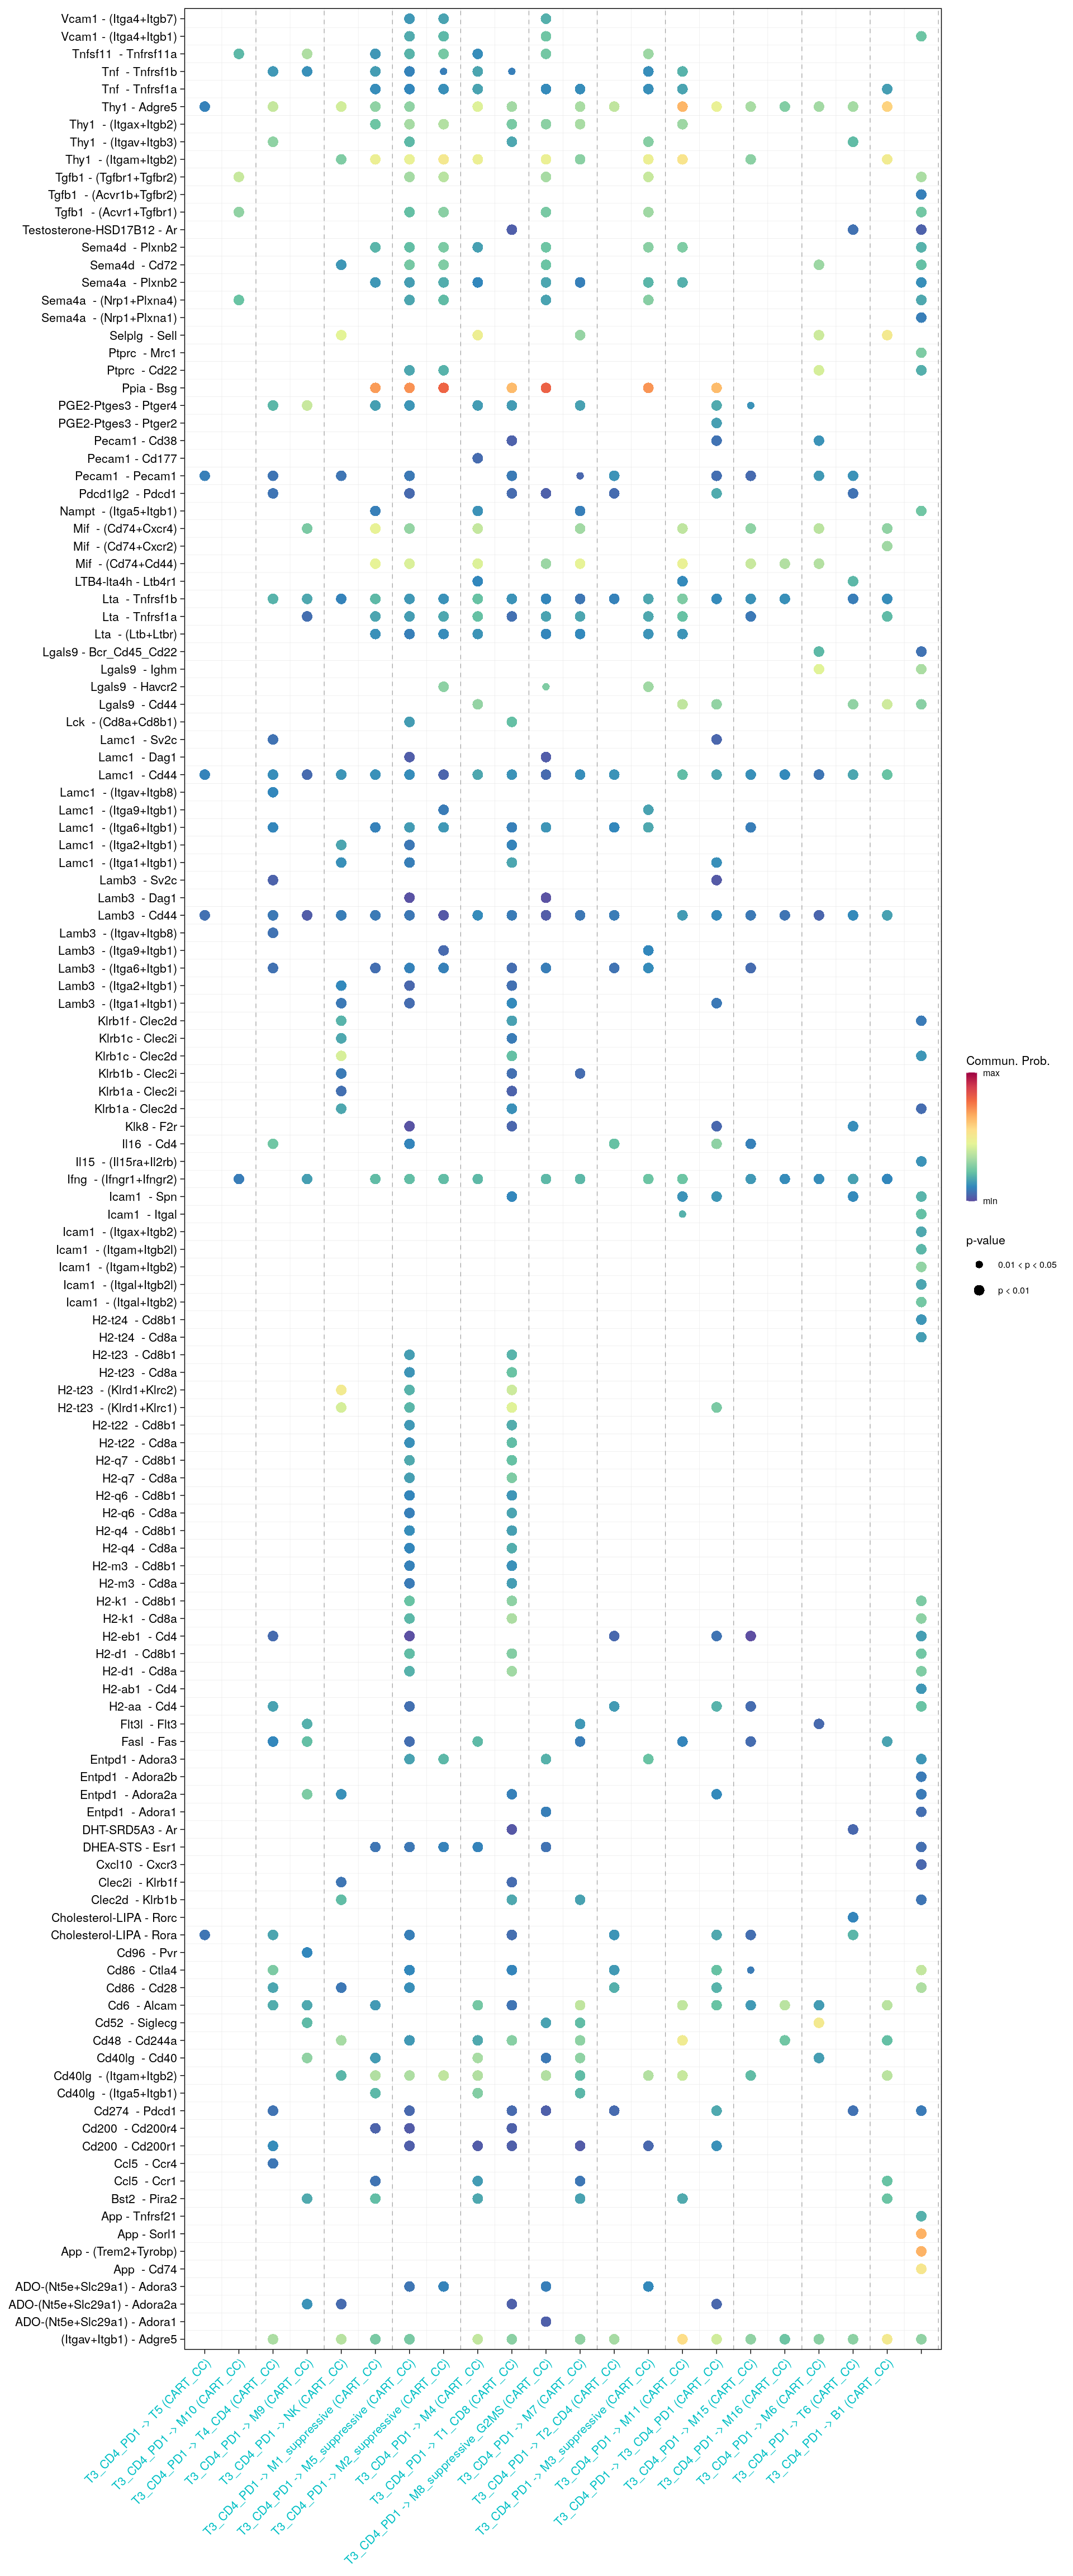 Vcam1 - (Itga4+Itgb7)
Vcam1 - (Itga4+Itgb1)
Tnfsf11 - Tnfrsf11a
Tnf - Tnfrsf1b
Tnf - Tnfrsf1a
Thy1 - Adgre5
Thy1 - (Itgax+Itgb2)
Thy1 - (Itgav+Itgb3)
Thy1 - (Itgam+Itgb2)
Tgfb1 - (Tgfbr1+Tgfbr2)
Tgfb1 - (Acvr1b+Tgfbr2)
Tgfb1 - (Acvr1+Tgfbr1)
Testosterone-HSD17B12 - Ar
Sema4d - Plxnb2
Sema4d - Cd72
Sema4a - Plxnb2
Sema4a - (Nrp1+Plxna4)
Sema4a - (Nrp1+Plxna1)
Selplg - Sell
Ptprc - Mrc1
Ptprc - Cd22
Ppia - Bsg
PGE2-Ptges3 - Ptger4
PGE2-Ptges3 - Ptger2
Pecam1 - Cd38
Pecam1 - Cd177
Pecam1 - Pecam1
Pdcd1lg2 - Pdcd1
Nampt - (Itga5+Itgb1)
Mif - (Cd74+Cxcr4)
Mif - (Cd74+Cxcr2)
Mif - (Cd74+Cd44)
LTB4-lta4h - Ltb4r1
Lta - Tnfrsf1b
Lta - Tnfrsf1a
Lta - (Ltb+Ltbr)
Lgals9 - Bcr_Cd45_Cd22
Lgals9 - Ighm
Lgals9 - Havcr2
Lgals9 - Cd44
Lck - (Cd8a+Cd8b1)
Lamc1 - Sv2c
Lamc1 - Dag1
Lamc1 - Cd44
Lamc1 - (Itgav+Itgb8)
Lamc1 - (Itga9+Itgb1)
Lamc1 - (Itga6+Itgb1)
Lamc1 - (Itga2+Itgb1)
Lamc1 - (Itga1+Itgb1)
Lamb3 - Sv2c
Lamb3 - Dag1
Lamb3 - Cd44
Lamb3 - (Itgav+Itgb8)
Lamb3 - (Itga9+Itgb1)
Lamb3 - (Itga6+Itgb1)
Lamb3 - (Itga2+Itgb1)
Lamb3 - (Itga1+Itgb1)
Klrb1f - Clec2d
Klrb1c - Clec2i
Klrb1c - Clec2d
Klrb1b - Clec2i
Klrb1a - Clec2i
Klrb1a - Clec2d
Klk8 - F2r
Il16 - Cd4
Il15 - (Il15ra+Il2rb)
Ifng - (Ifngr1+Ifngr2)
Icam1 - Spn
Icam1 - Itgal
Icam1 - (Itgax+Itgb2)
Icam1 - (Itgam+Itgb2l)
Icam1 - (Itgam+Itgb2)
Icam1 - (Itgal+Itgb2l)
Icam1 - (Itgal+Itgb2)
H2-t24 - Cd8b1
H2-t24 - Cd8a
H2-t23 - Cd8b1
H2-t23 - Cd8a
H2-t23 - (Klrd1+Klrc2)
H2-t23 - (Klrd1+Klrc1)
H2-t22 - Cd8b1
H2-t22 - Cd8a
H2-q7 - Cd8b1
H2-q7 - Cd8a
H2-q6 - Cd8b1
H2-q6 - Cd8a
H2-q4 - Cd8b1
H2-q4 - Cd8a
H2-m3 - Cd8b1
H2-m3 - Cd8a
H2-k1 - Cd8b1
H2-k1 - Cd8a
H2-eb1 - Cd4
H2-d1 - Cd8b1
H2-d1 - Cd8a
H2-ab1 - Cd4
H2-aa - Cd4
Flt3l - Flt3
Fasl - Fas
Entpd1 - Adora3
Entpd1 - Adora2b
Entpd1 - Adora2a
Entpd1 - Adora1
DHT-SRD5A3 - Ar
DHEA-STS - Esr1
Cxcl10 - Cxcr3
Clec2i - Klrb1f
Clec2d - Klrb1b
Cholesterol-LIPA - Rorc
Cholesterol-LIPA - Rora
Cd96 - Pvr
Cd86 - Ctla4
Cd86 - Cd28
Cd6 - Alcam
Cd52 - Siglecg
Cd48 - Cd244a
Cd40lg - Cd40
Cd40lg - (Itgam+Itgb2)
Cd40lg - (Itga5+Itgb1)
Cd274 - Pdcd1
Cd200 - Cd200r4
Cd200 - Cd200r1
Ccl5 - Ccr4
Ccl5 - Ccr1
Bst2 - Pira2
App - Tnfrsf21
App - Sorl1
App - (Trem2+Tyrobp)
App - Cd74
ADO-(Nt5e+Slc29a1) - Adora3
ADO-(Nt5e+Slc29a1) - Adora2a
ADO-(Nt5e+Slc29a1) - Adora1
(Itgav+Itgb1) - Adgre5
T3_CD4_PD1 -> T5 (CART_CC)
T3_CD4_PD1 -> M10 (CART_CC)
T3_CD4_PD1 -> T4_CD4 (CART_CC)
T3_CD4_PD1 -> M9 (CART_CC)
T3_CD4_PD1 -> NK (CART_CC)
T3_CD4_PD1 -> M1_suppressive (CART_CC)
T3_CD4_PD1 -> M5_suppressive (CART_CC)
T3_CD4_PD1 -> M2_suppressive (CART_CC)
T3_CD4_PD1 -> M4 (CART_CC)
T3_CD4_PD1 -> T1_CD8 (CART_CC)
T3_CD4_PD1 -> M8_suppressive_G2MS (CART_CC)
T3_CD4_PD1 -> M7 (CART_CC)
T3_CD4_PD1 -> T2_CD4 (CART_CC)
T3_CD4_PD1 -> M3_suppressive (CART_CC)
T3_CD4_PD1 -> M11 (CART_CC)
T3_CD4_PD1 -> T3_CD4_PD1 (CART_CC)
T3_CD4_PD1 -> M15 (CART_CC)
T3_CD4_PD1 -> M16 (CART_CC)
T3_CD4_PD1 -> M6 (CART_CC)
T3_CD4_PD1 -> T6 (CART_CC)
T3_CD4_PD1 -> B1 (CART_CC)
Commun. Prob.
max
min
p-value
0.01 < p < 0.05
p < 0.01